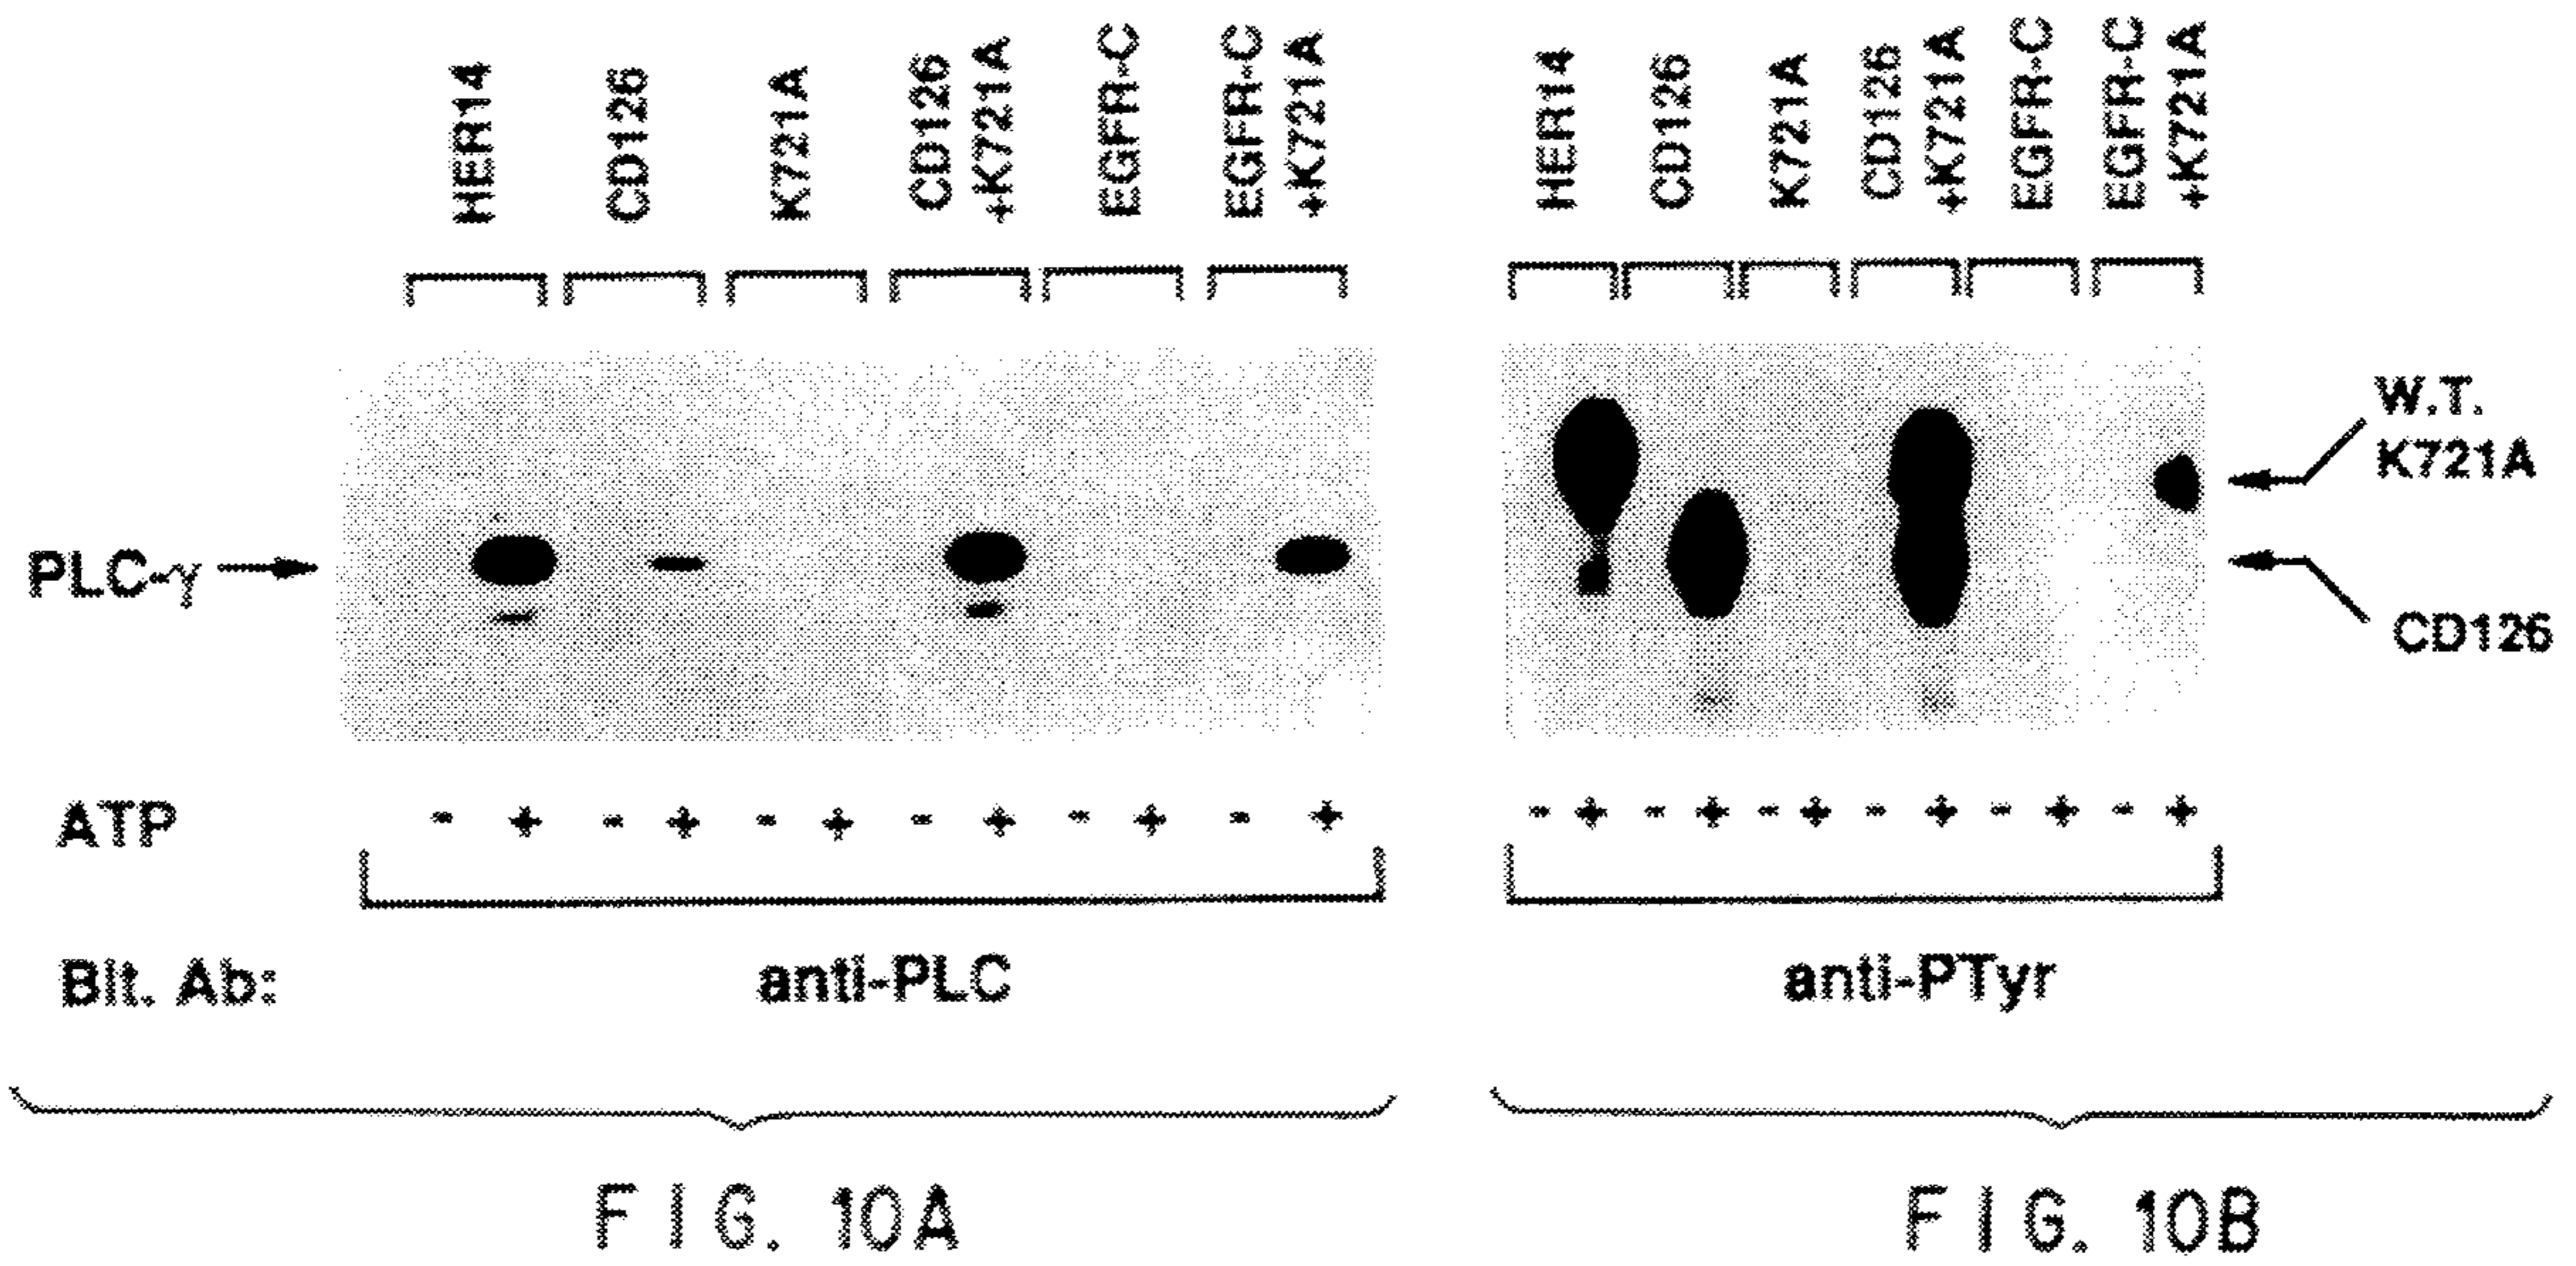 HER14
CD126
K721A
CD126
+K721A
EGFR-C
EGFR-C
+K721A
HER14
CD126
K721A
CD126
+K721A
EGFR-C
EGFR-C
+K721A
W.T.
K721A
PLC-γ
CD126
ATP - + - + - + - + - + - + - + - + - + - + - + - +
Blt. Ab: anti-PLC anti-PTyr
FIG. 10A FIG. 10B